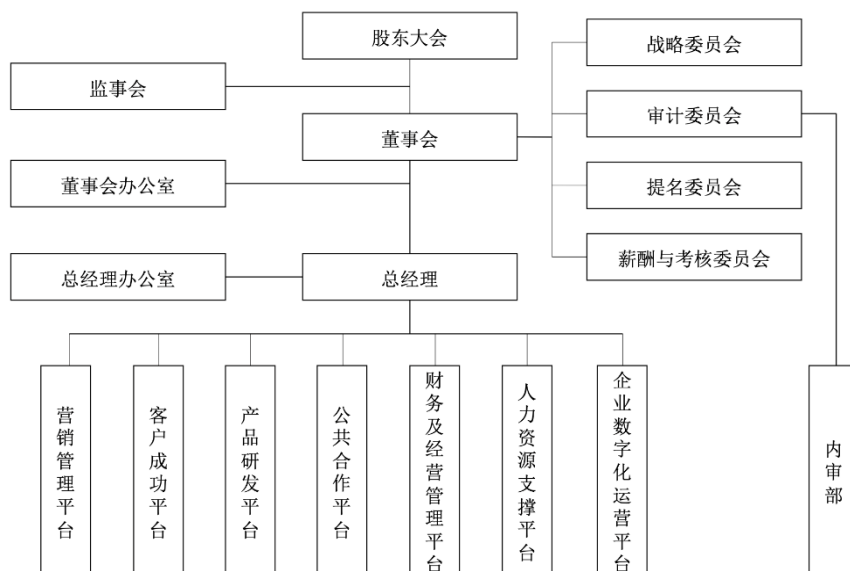 股东大会
战略委员会
监事会
审计委员会
董事会
董事会办公室
提名委员会
总经理办公室
总经理
薪酬与考核委员会
营销管理平台
客户成功平台
产品研发平台
公共合作平台
财务及经营管理平台
人力资源支撑平台
企业数字化运营平台
内审部